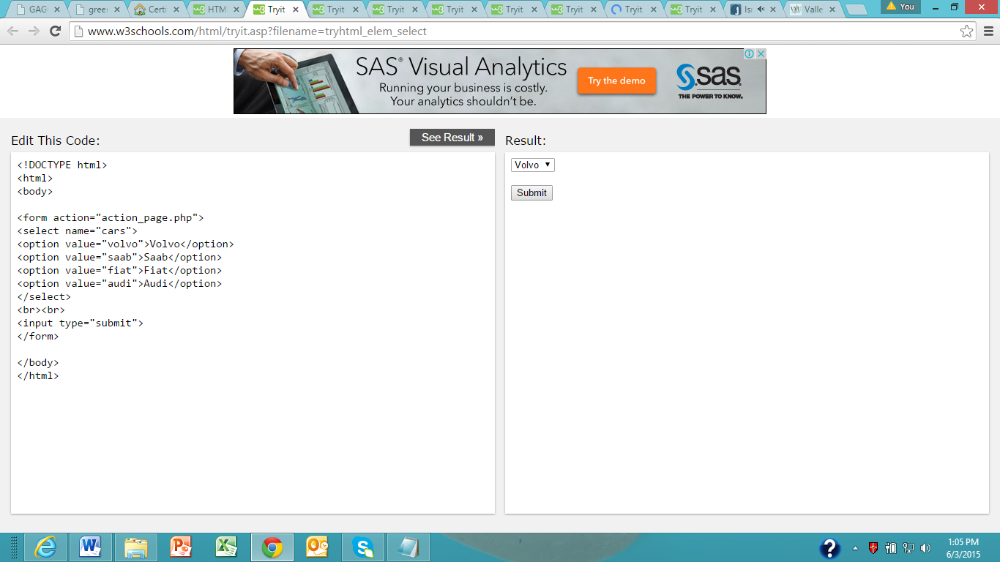 GAG
gree
Certi
HTM
Tryit
Tryit
Tryit
Tryit
Tryit
Tryit
Tryit
Tryit
Isr
Valle
You
www.w3schools.com/html/tryit.asp?filename=tryhtml_elem_select
SAS® Visual Analytics
Running your business is costly.
Your analytics shouldn't be.
Try the demo
sas
THE POWER TO KNOW.
Edit This Code:
See Result »
Result:
<!DOCTYPE html>
<html>
<body>
<form action="action_page.php">
<select name="cars">
<option value="volvo">Volvo</option>
<option value="saab">Saab</option>
<option value="fiat">Fiat</option>
<option value="audi">Audi</option>
</select>
<br><br>
<input type="submit">
</form>
</body>
</html>
Volvo
Submit
1:05 PM
6/3/2015